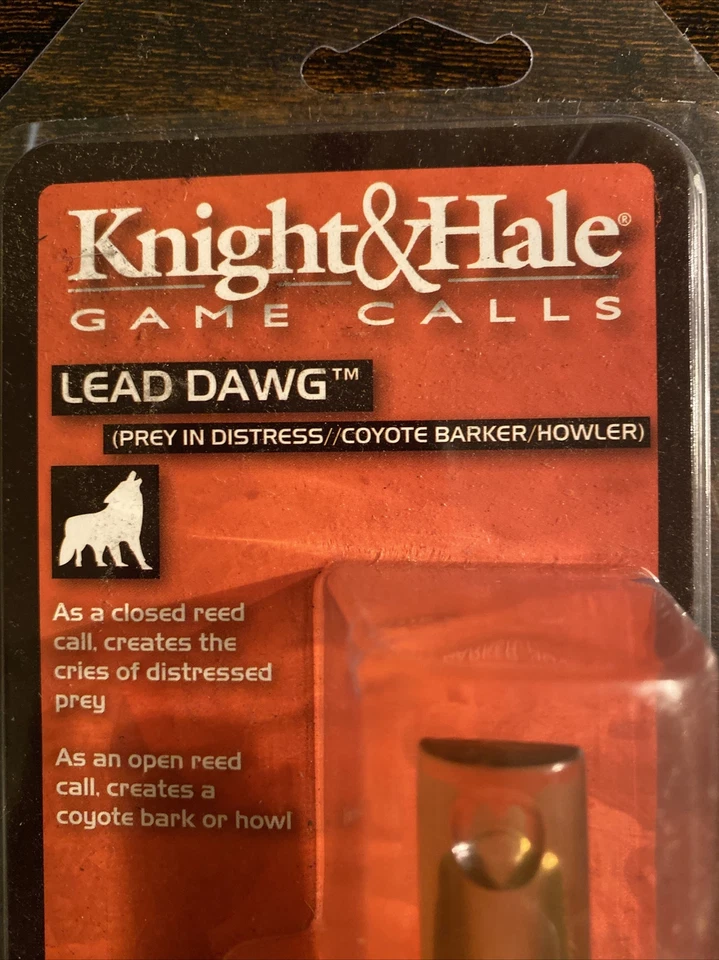 Knight&Hale®
GAME CALLS
LEAD DAWG™
(PREY IN DISTRESS//COYOTE BARKER/HOWLER)
As a closed reed
call, creates the
cries of distressed
prey
As an open reed
call, creates a
coyote bark or howl